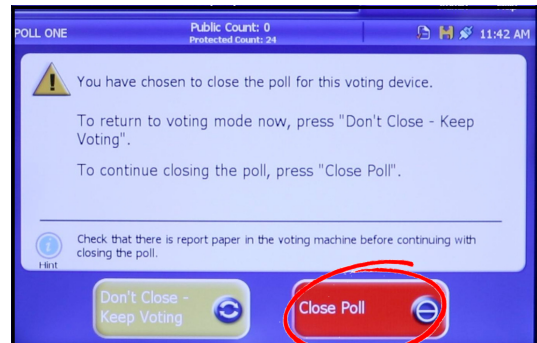 POLL ONE
Public Count: 0
Protected Count: 24
11:42 AM
You have chosen to close the poll for this voting device.
To return to voting mode now, press "Don't Close - Keep
Voting".
To continue closing the poll, press "Close Poll".
Check that there is report paper in the voting machine before continuing with
closing the poll.
Hint
Don't Close -
Keep Voting
Close Poll